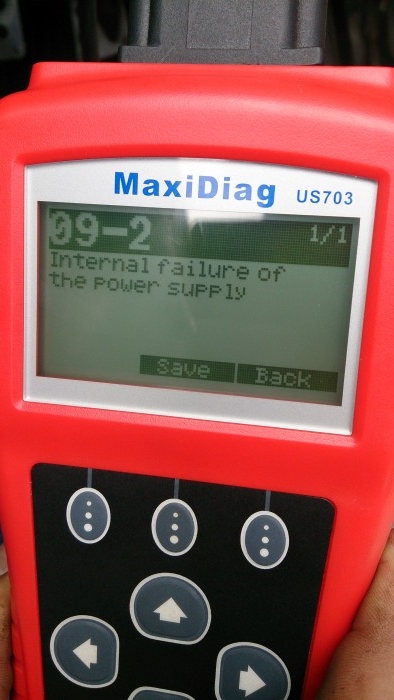 MaxiDiag US703
09-2 1/1
Internal failure of
the power supply
Save Back